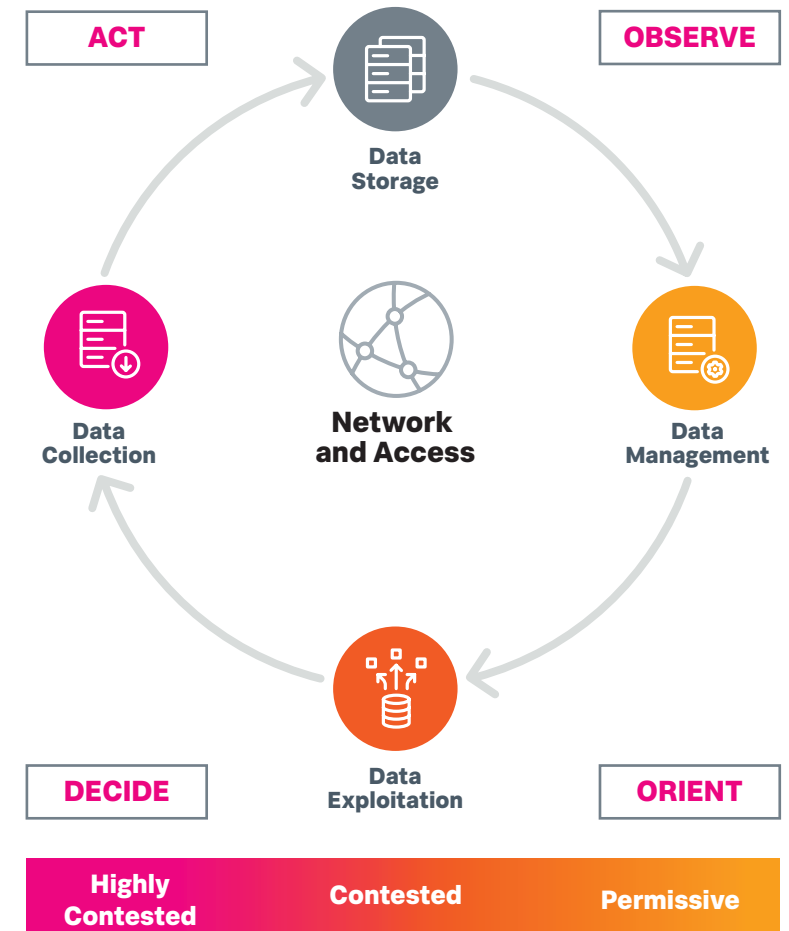 ACT
OBSERVE
Data
Storage
Data
Collection
Network
and Access
Data
Management
Data
Exploitation
DECIDE
ORIENT
Highly
Contested
Contested
Permissive